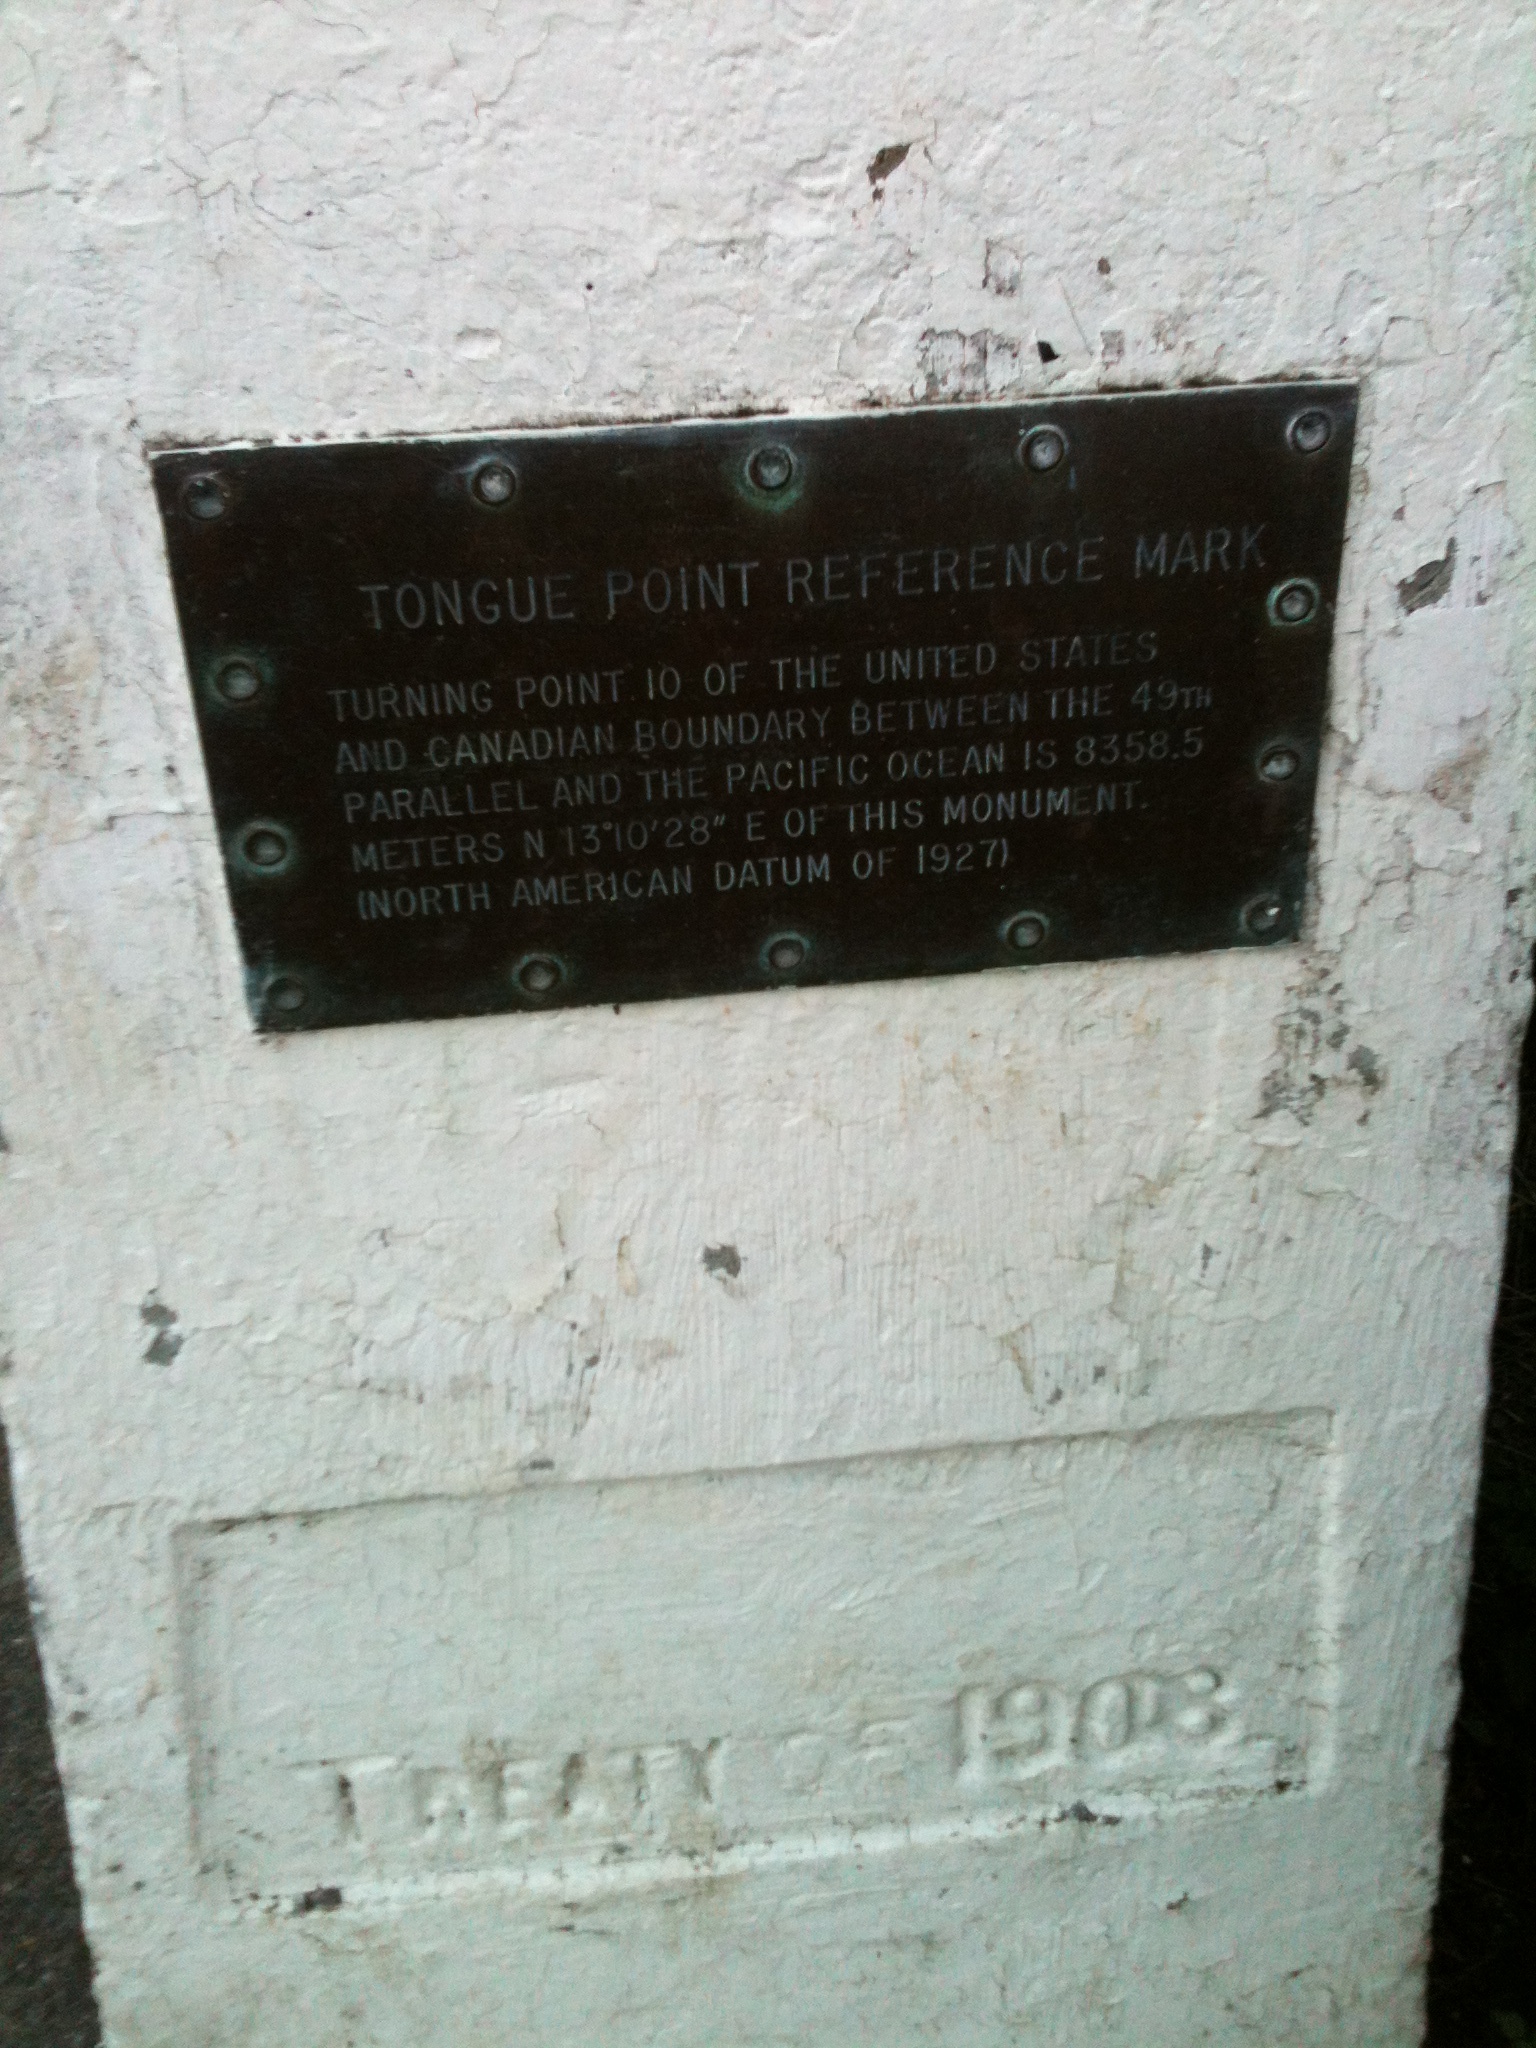 TONGUE POINT REFERENCE MARK
TURNING POINT 10 OF THE UNITED STATES
AND CANADIAN BOUNDARY BETWEEN THE 49TH
PARALLEL AND THE PACIFIC OCEAN IS 8358.5
METERS N 13°10'28" E OF THIS MONUMENT.
(NORTH AMERICAN DATUM OF 1927)
TREATY OF 1908